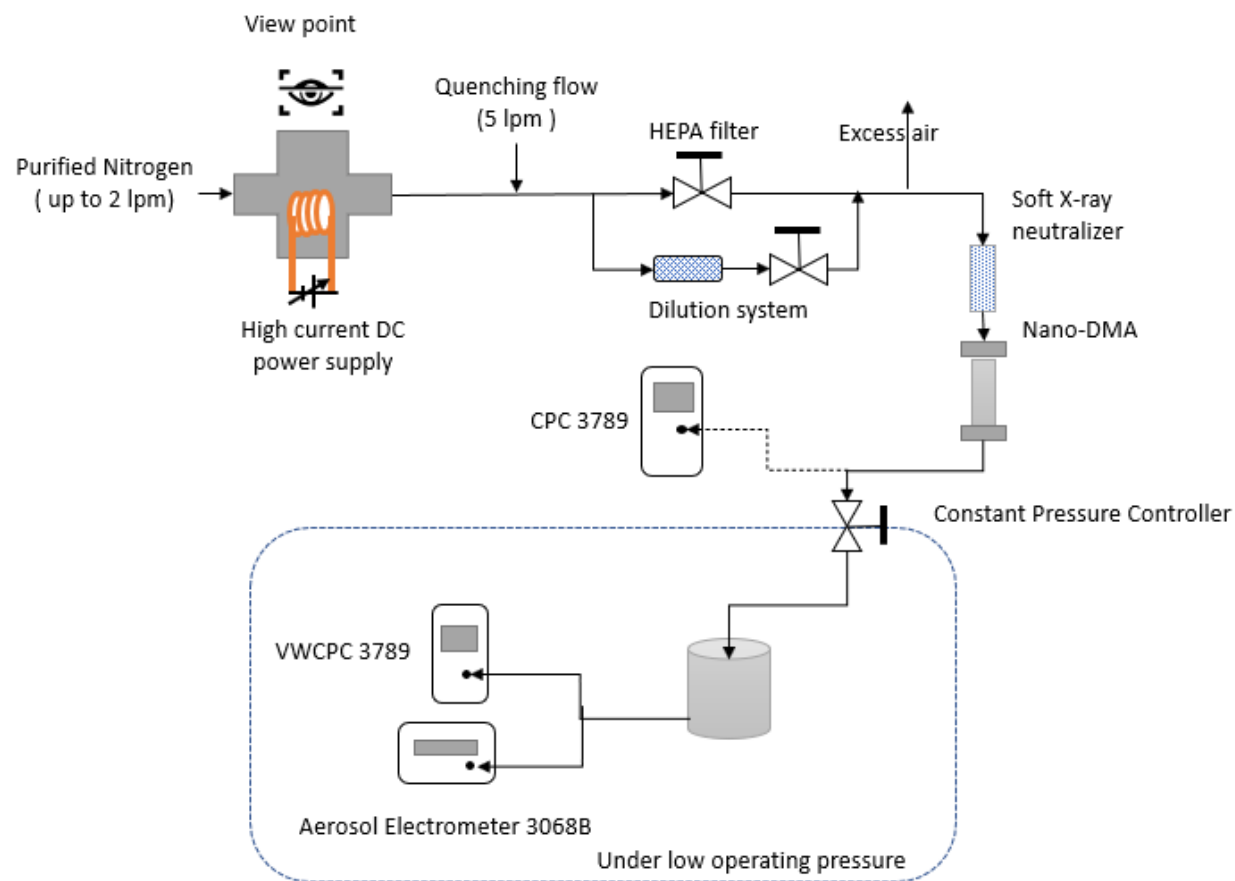 View point
Quenching flow
(5 lpm )
HEPA filter
Excess air
Purified Nitrogen
( up to 2 lpm)
Soft X-ray
neutralizer
Dilution system
High current DC
power supply
Nano-DMA
CPC 3789
Constant Pressure Controller
VWCPC 3789
Aerosol Electrometer 3068B
Under low operating pressure